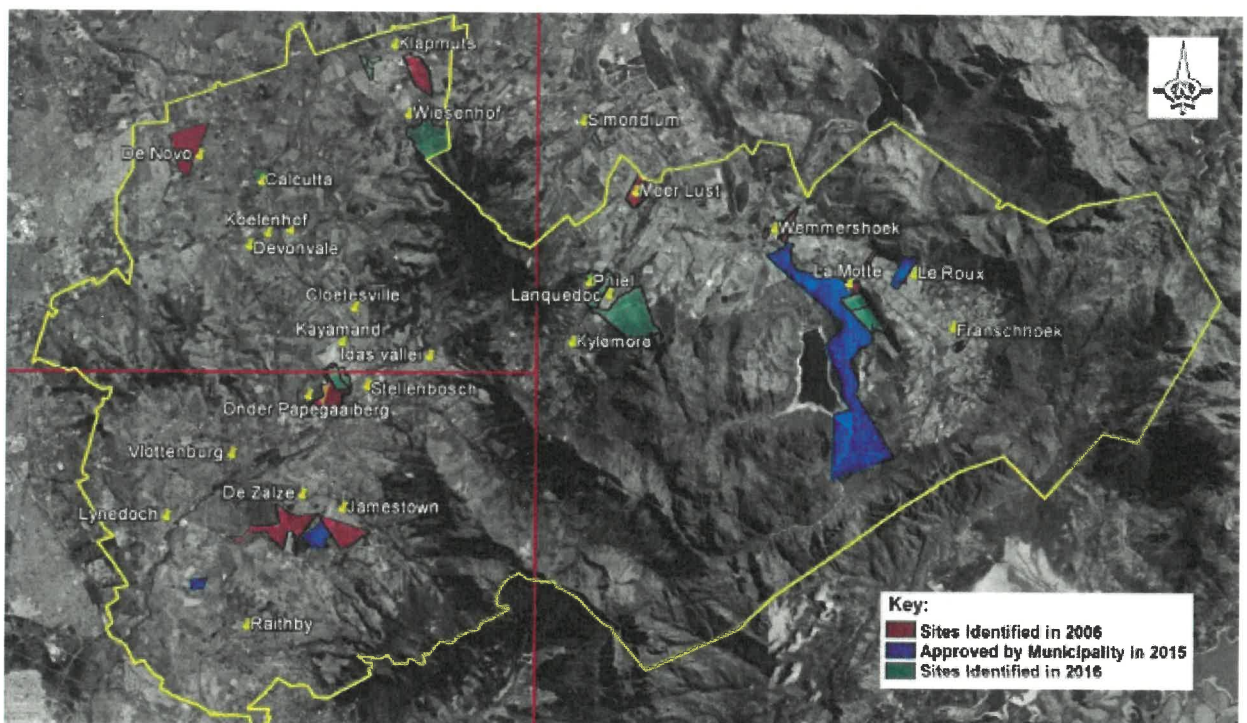 Klapmuts
Wiesenhof
Simondium
De Novo
Calcutta
Meer Lust
Koelenhof
Wemmershoek
Devonvale
Pniel
La Motte
Le Roux
Lanquedoc
Cloetesville
Kayamandi
Franschhoek
Idas vallei
Kylemore
Stellenbosch
Onder Papegaaiberg
Vlottenburg
De Zalze
Jamestown
Lynedoch
Raithby
Key:
Sites Identified in 2006
Approved by Municipality in 2015
Sites Identified in 2016